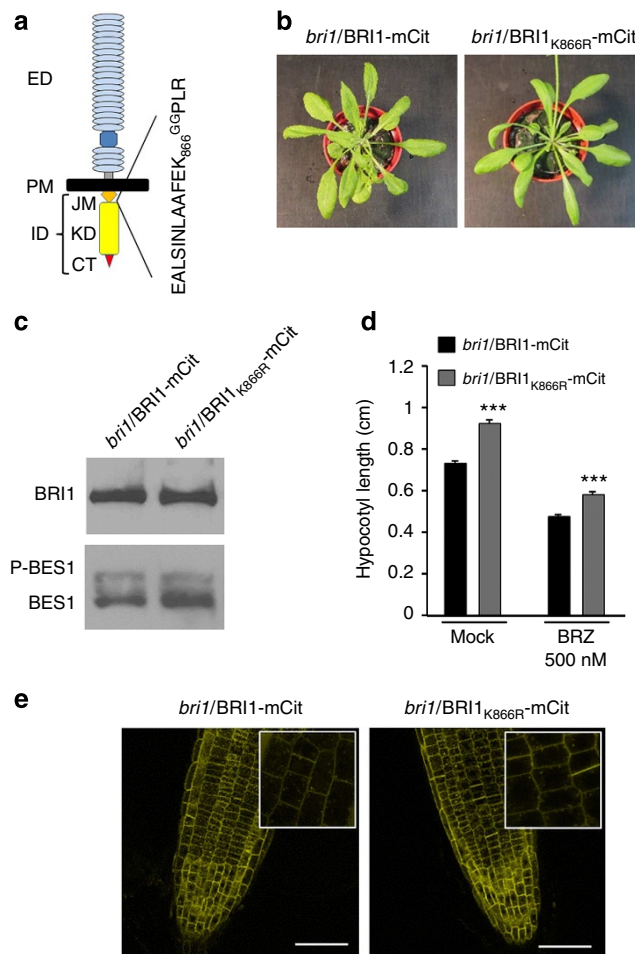 a
ED
PM
JM
ID
KD
CT
EALSINLAAFEK866GGPLR
b
bri1/BRI1-mCit
bri1/BRI1K866R-mCit
c
bri1/BRI1-mCit
bri1/BRI1K866R-mCit
BRI1
P-BES1
BES1
d
bri1/BRI1-mCit
bri1/BRI1K866R-mCit
Hypocotyl length (cm)
1.2
1
0.8
0.6
0.4
0.2
0
***
***
Mock
BRZ
500 nM
e
bri1/BRI1-mCit
bri1/BRI1K866R-mCit